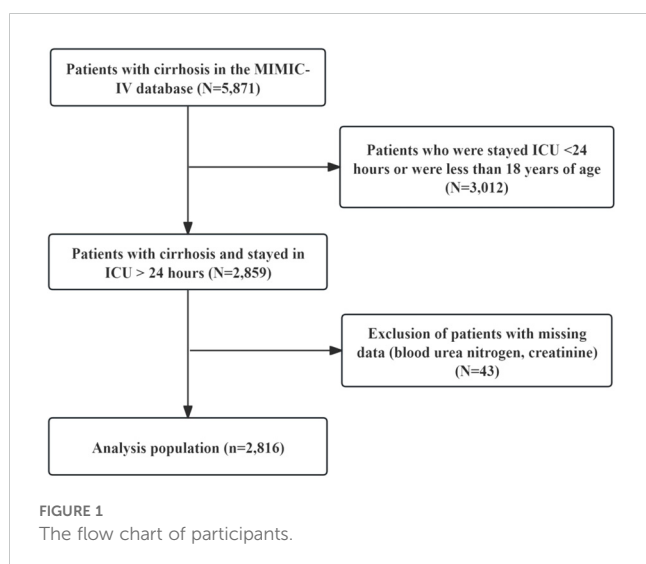 Patients with cirrhosis in the MIMIC-
IV database (N=5,871)
Patients who were stayed ICU <24
hours or were less than 18 years of age
(N=3,012)
Patients with cirrhosis and stayed in
ICU > 24 hours (N=2,859)
Exclusion of patients with missing
data (blood urea nitrogen, creatinine)
(N=43)
Analysis population (n=2,816)
FIGURE 1
The flow chart of participants.